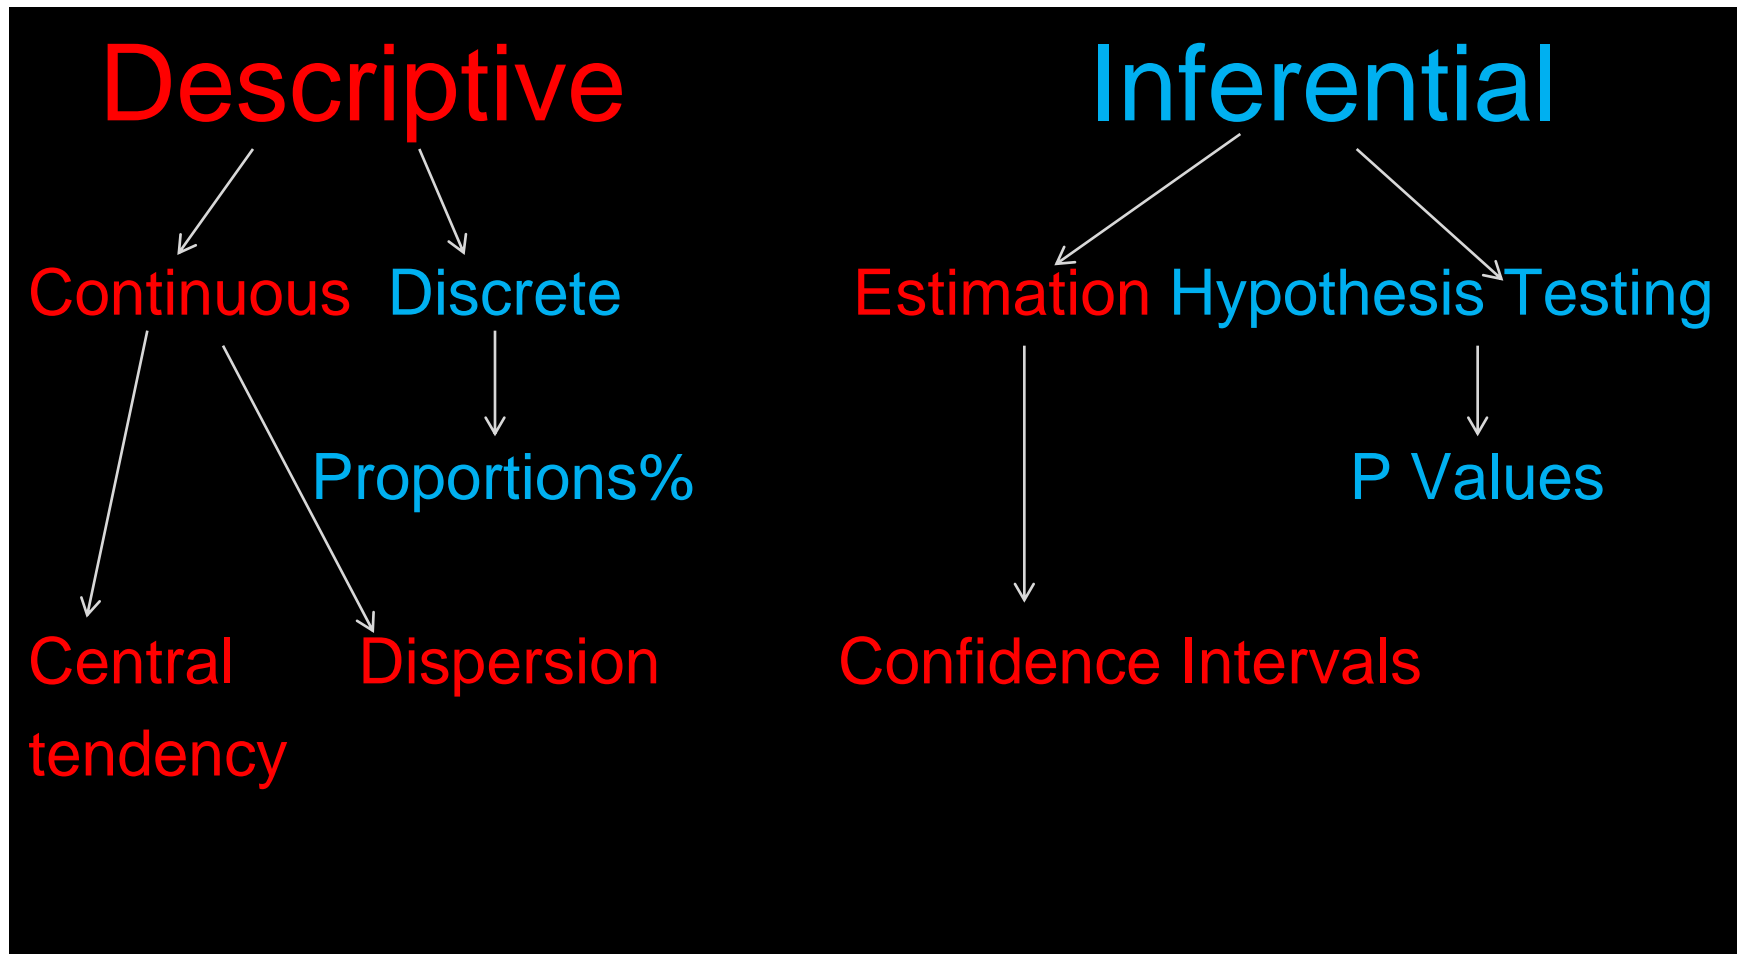 Descriptive
Inferential
Continuous Discrete
Estimation Hypothesis Testing
Proportions%
P Values
Central
tendency
Dispersion
Confidence Intervals